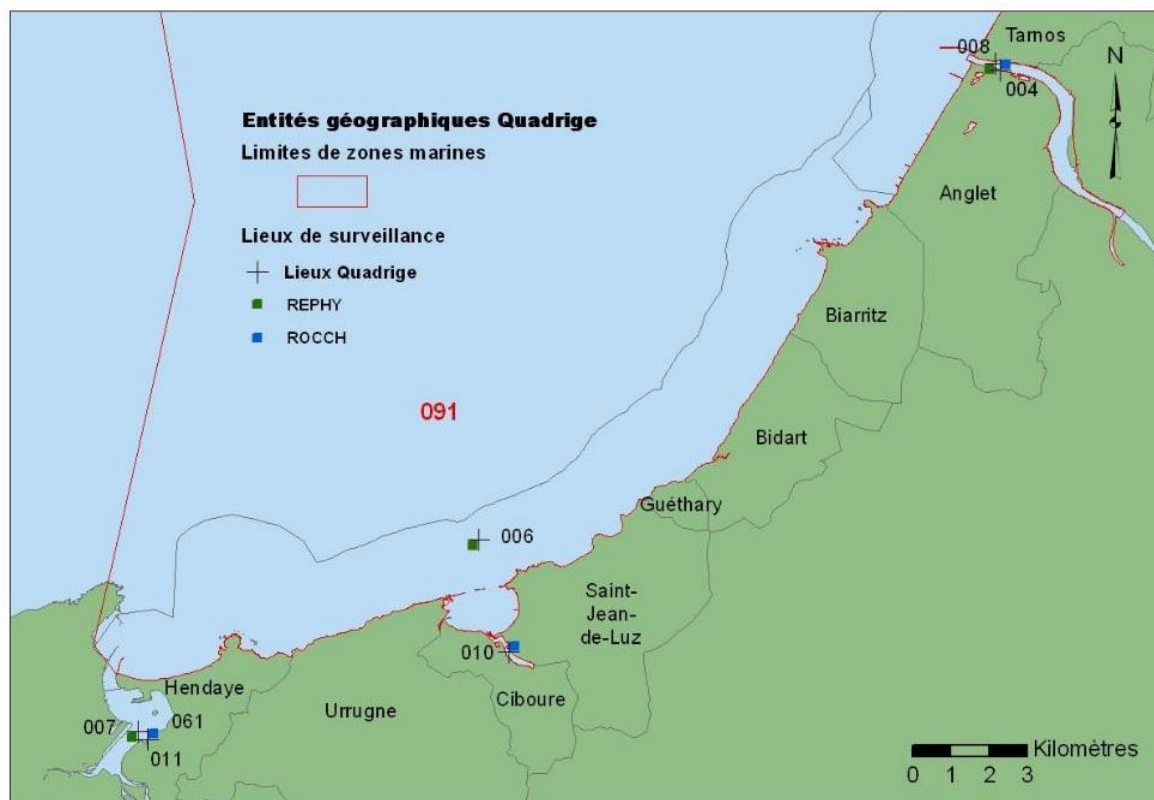 Entités géographiques Quadrige
Limites de zones marines
Lieux de surveillance
Lieux Quadrige
REPHY
ROCCH
008
Tarnos
004
N
Anglet
Biarritz
091
Bidart
Guéthary
006
Saint-
Jean-
de-Luz
010
Hendaye
Urrugne
Ciboure
007
061
011
Kilomètres
0 1 2 3